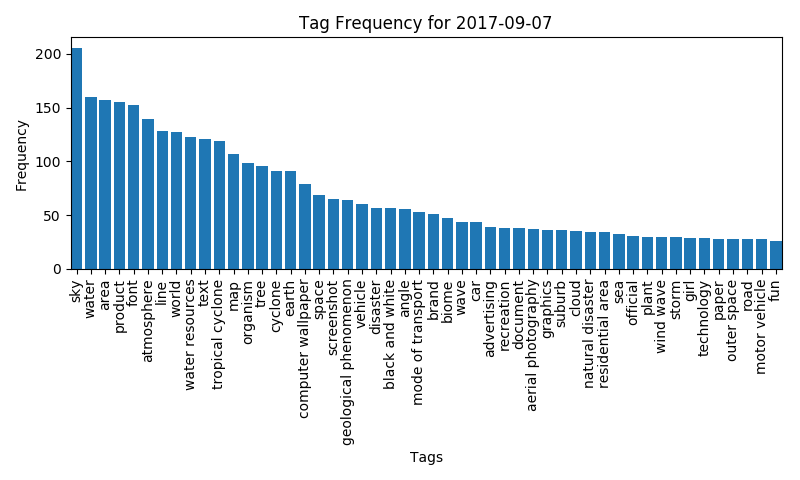 Tag Frequency for 2017-09-07
Frequency
200
150
100
50
0
sky
water
area
product
font
atmosphere
line
world
water resources
text
tropical cyclone
map
organism
tree
cyclone
earth
computer wallpaper
space
screenshot
geological phenomenon
vehicle
disaster
black and white
angle
mode of transport
brand
biome
wave
car
advertising
recreation
document
aerial photography
graphics
suburb
cloud
natural disaster
residential area
sea
official
plant
wind wave
storm
girl
technology
paper
outer space
road
motor vehicle
fun
Tags